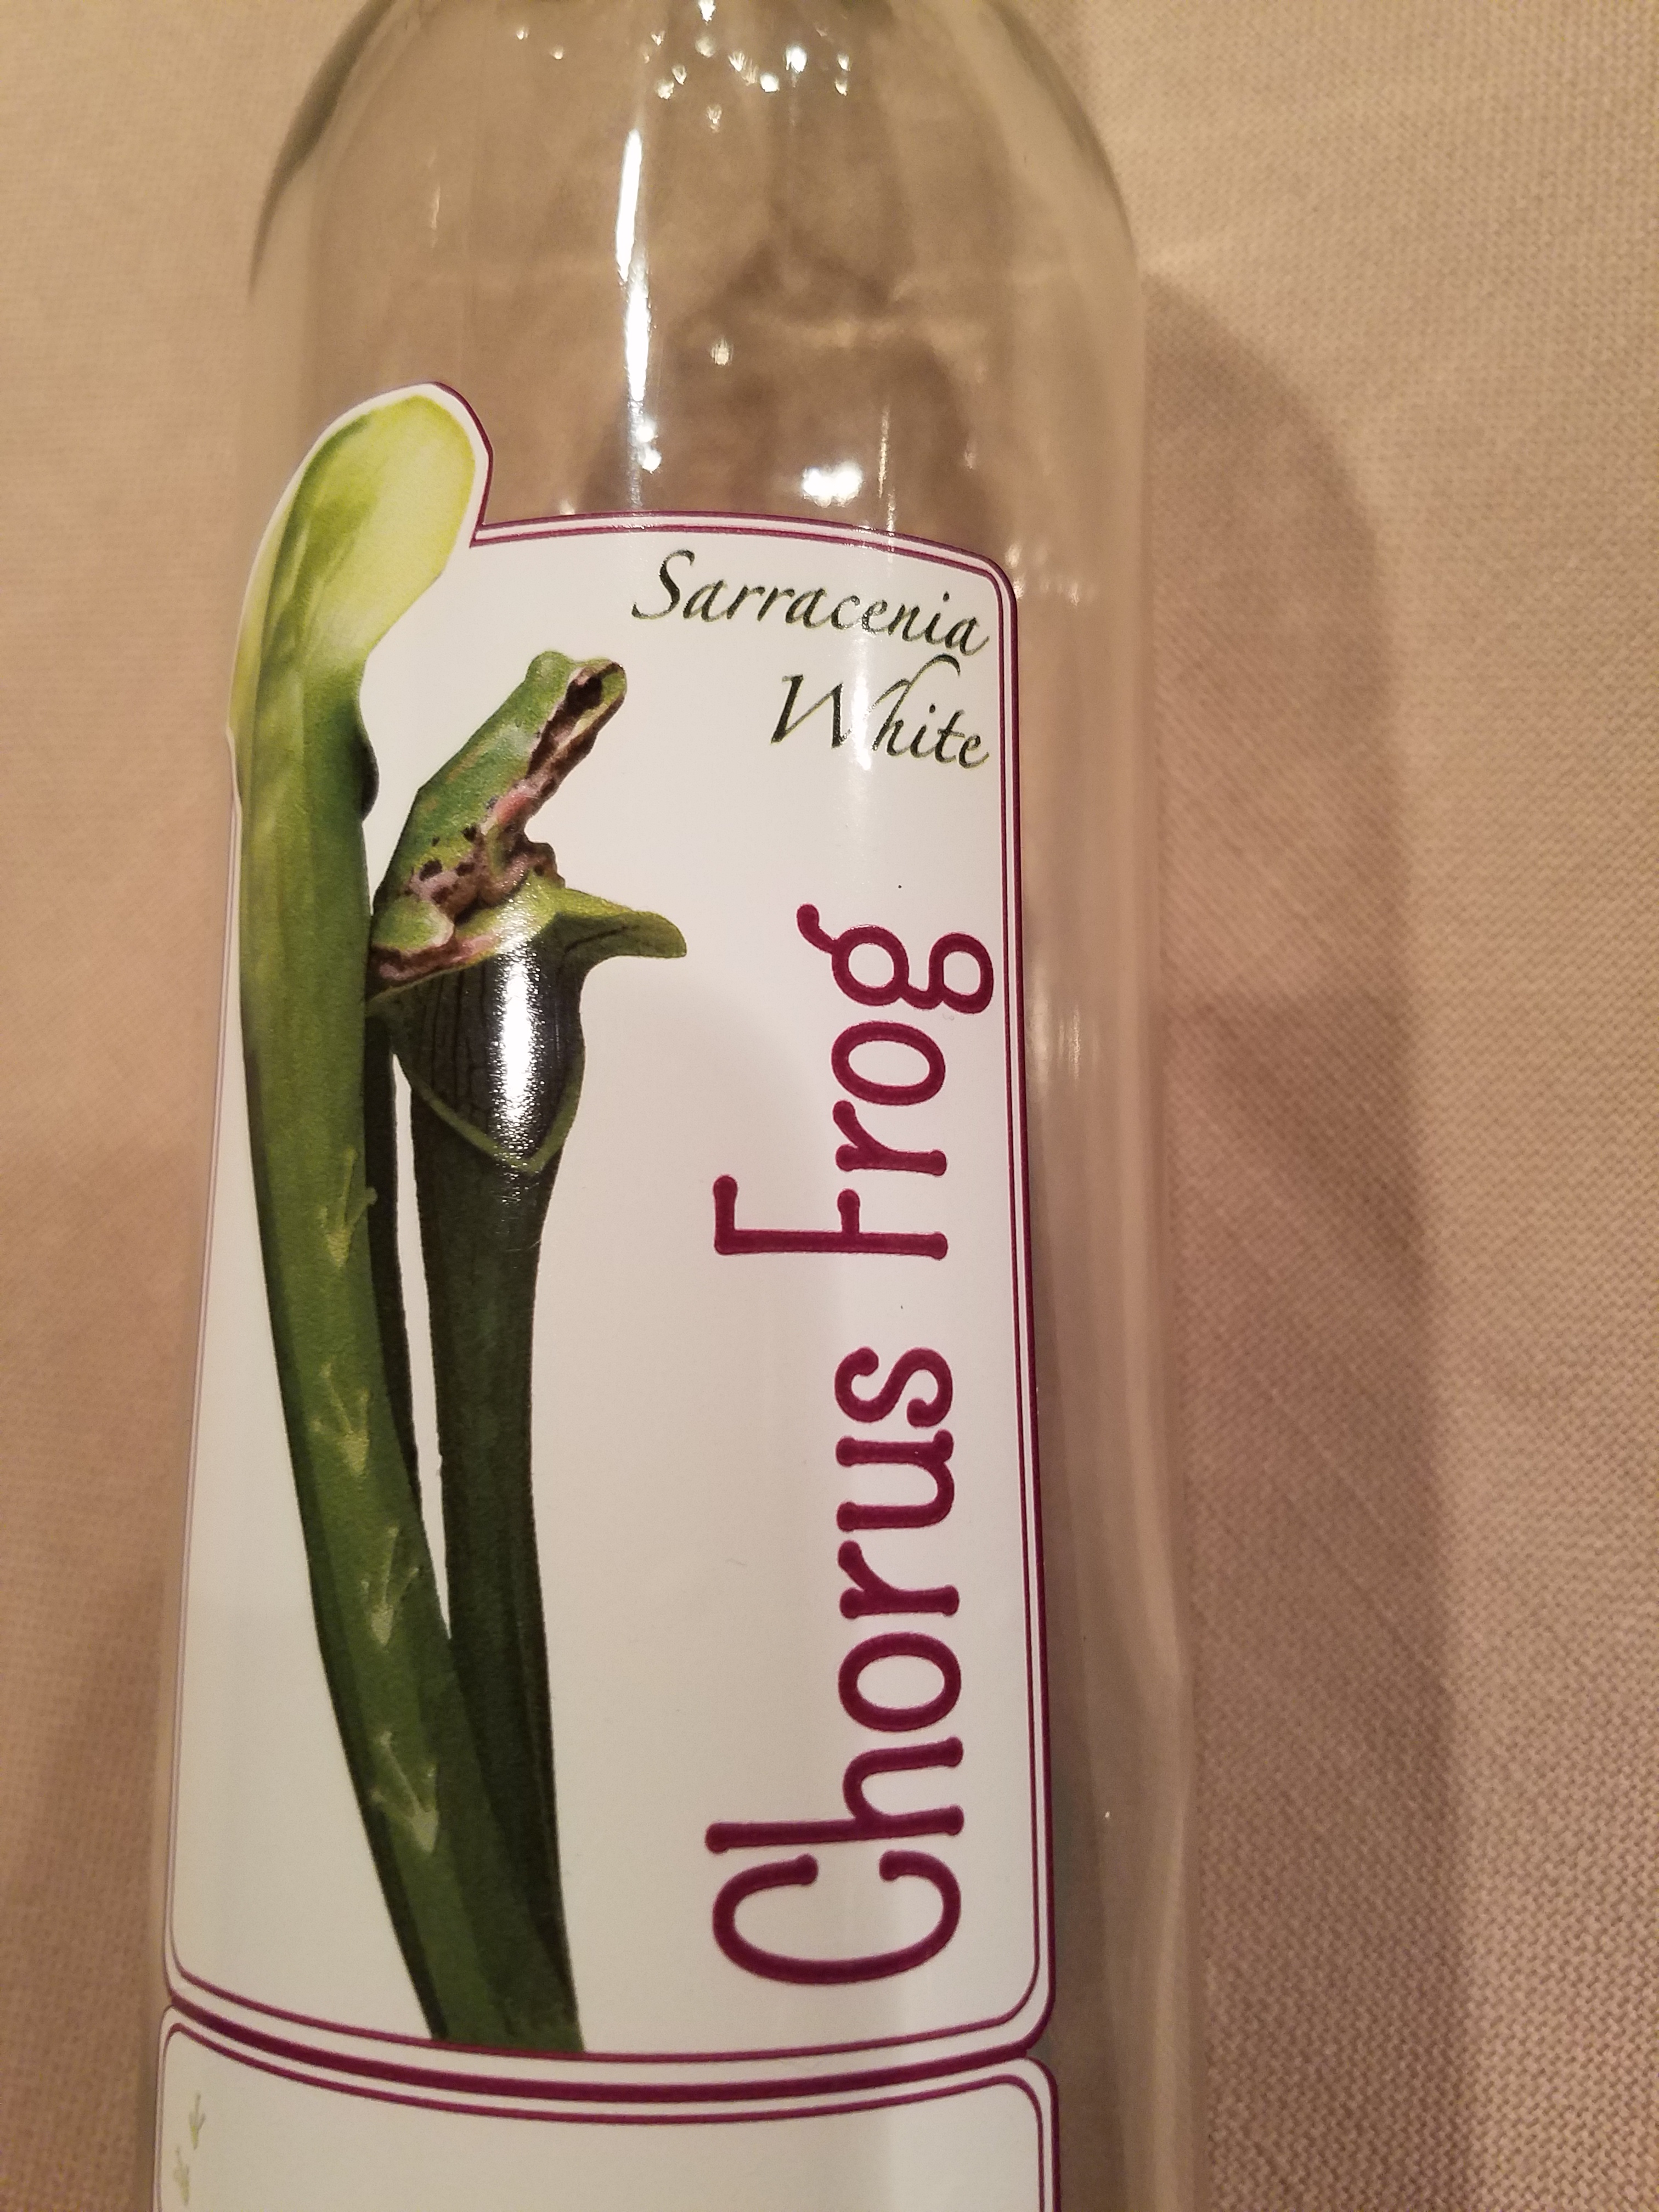 Sarracenia
White
Chorus Frog